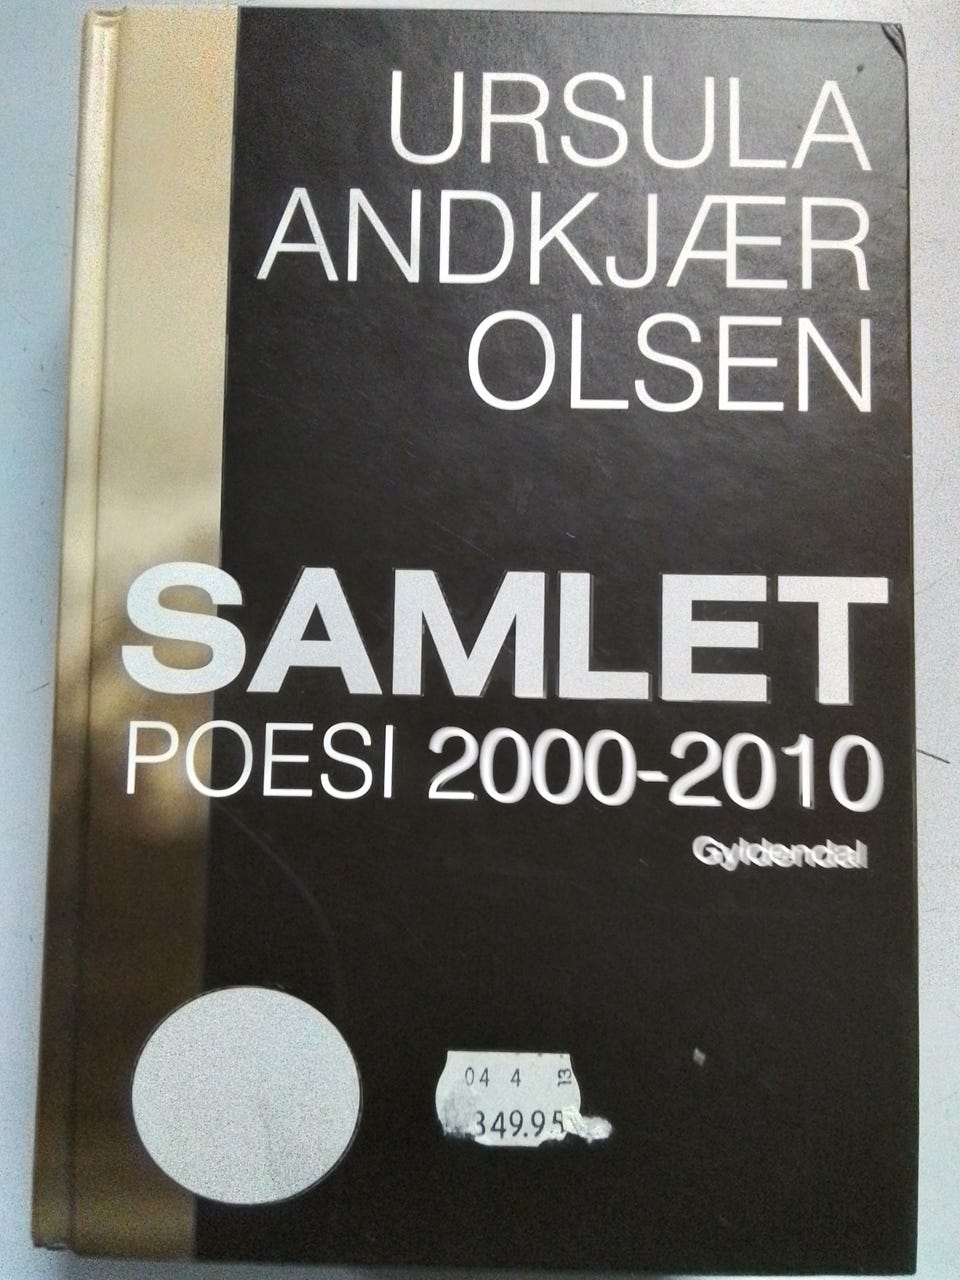 URSULA
ANDKJÆR
OLSEN
SAMLET
POESI 2000-2010
Gyldendal
04 4 13
349.95